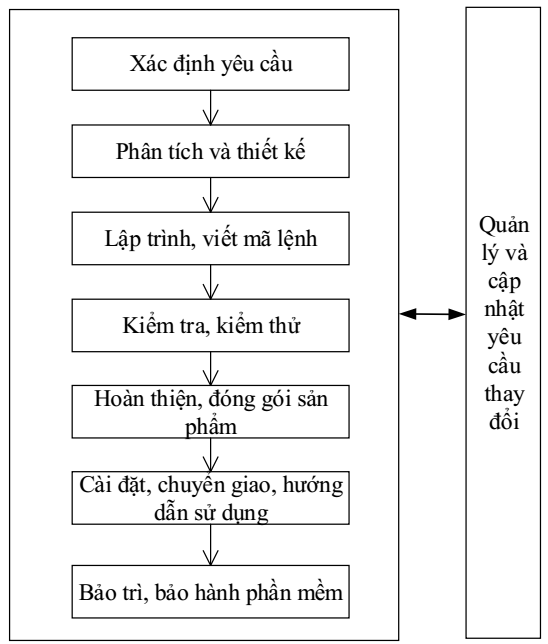 Xác định yêu cầu
Phân tích và thiết kế
Lập trình, viết mã lệnh
Kiểm tra, kiểm thử
Hoàn thiện, đóng gói sản
phẩm
Cài đặt, chuyển giao, hướng
dẫn sử dụng
Bảo trì, bảo hành phần mềm
Quản
lý và
cập
nhật
yêu
cầu
thay
đổi